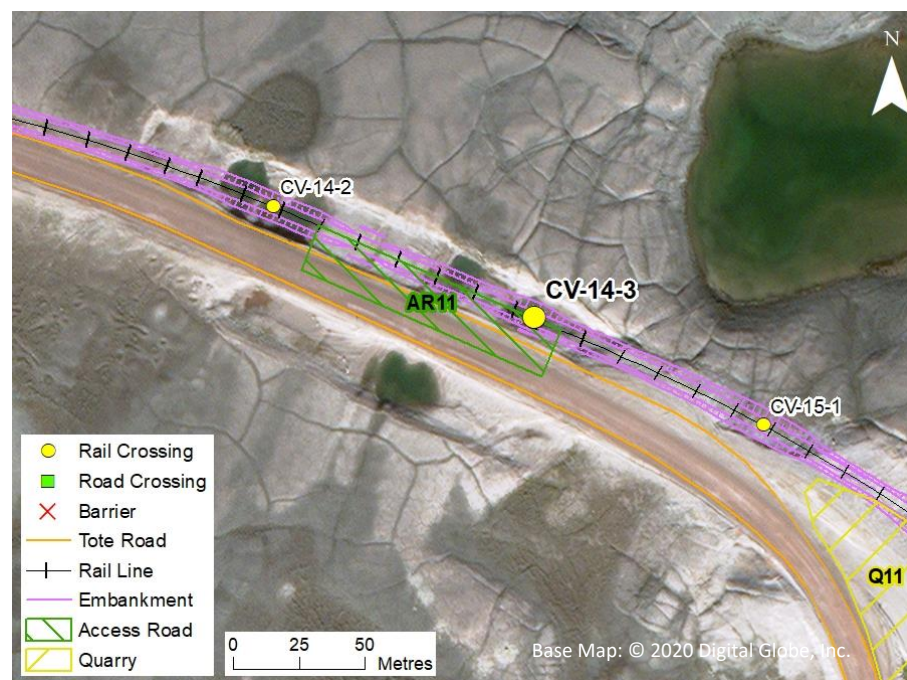 N
CV-14-2
CV-14-3
AR11
CV-15-1
Q11
Rail Crossing
Road Crossing
Barrier
Tote Road
Rail Line
Embankment
Access Road
Quarry
0 25 50
Metres
Base Map: © 2020 Digital Globe, Inc.